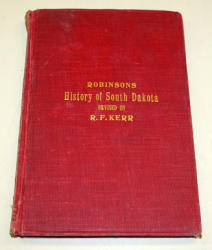 ROBINSONS
History of South Dakota
REVISED BY
R. F. KERR